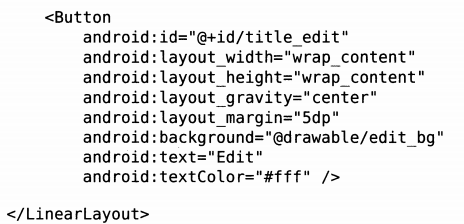 <Button
android:id="@+id/title_edit"
android:layout_width="wrap_content"
android:layout_height="wrap_content"
android:layout_gravity="center"
android:layout_margin="5dp"
android:background="@drawable/edit_bg"
android:text="Edit"
android:textColor="#fff" />
</LinearLayout>